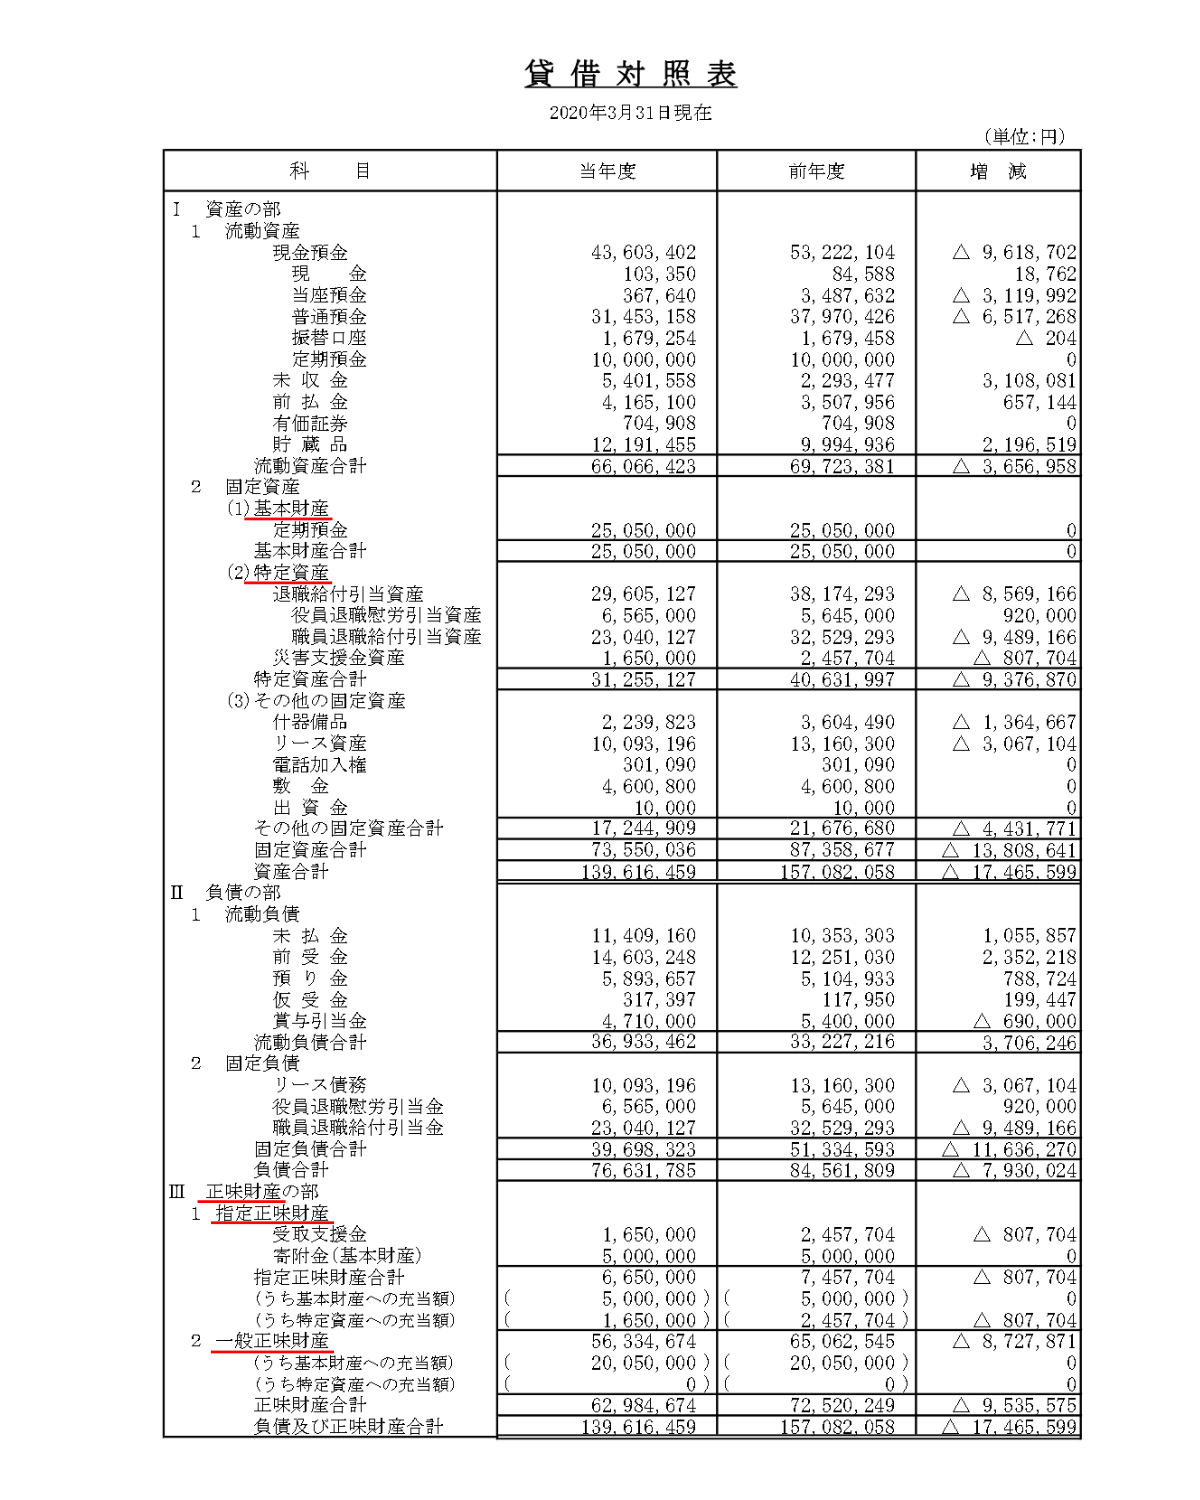 貸借対照表
2020年3月31日現在
(単位:円)
科　目　当年度　前年度　増　減
Ⅰ　資産の部
1　流動資産
現金預金　43,603,402　53,222,104　△ 9,618,702
現　金　103,350　84,588　18,762
当座預金　367,640　3,487,632　△ 3,119,992
普通預金　31,453,158　37,970,426　△ 6,517,268
振替口座　1,679,254　1,679,458　△ 204
定期預金　10,000,000　10,000,000　0
未収金　5,401,558　2,293,477　3,108,081
前払金　4,165,100　3,507,956　657,144
有価証券　704,908　704,908　0
貯蔵品　12,191,455　9,994,936　2,196,519
流動資産合計　66,066,423　69,723,381　△ 3,656,958
2　固定資産
(1)基本財産
定期預金　25,050,000　25,050,000　0
基本財産合計　25,050,000　25,050,000　0
(2)特定資産
退職給付引当資産　29,605,127　38,174,293　△ 8,569,166
役員退職慰労引当資産　6,565,000　5,645,000　920,000
職員退職給付引当資産　23,040,127　32,529,293　△ 9,489,166
災害支援金資産　1,650,000　2,457,704　△ 807,704
特定資産合計　31,255,127　40,631,997　△ 9,376,870
(3)その他の固定資産
什器備品　2,239,823　3,604,490　△ 1,364,667
リース資産　10,093,196　13,160,300　△ 3,067,104
電話加入権　301,090　301,090　0
敷　金　4,600,800　4,600,800　0
出資金　10,000　10,000　0
その他の固定資産合計　17,244,909　21,676,680　△ 4,431,771
固定資産合計　73,550,036　87,358,677　△ 13,808,641
資産合計　139,616,459　157,082,058　△ 17,465,599
Ⅱ　負債の部
1　流動負債
未払金　11,409,160　10,353,303　1,055,857
前受金　14,603,248　12,251,030　2,352,218
預り金　5,893,657　5,104,933　788,724
仮受金　317,397　117,950　199,447
賞与引当金　4,710,000　5,400,000　△ 690,000
流動負債合計　36,933,462　33,227,216　3,706,246
2　固定負債
リース債務　10,093,196　13,160,300　△ 3,067,104
役員退職慰労引当金　6,565,000　5,645,000　920,000
職員退職給付引当金　23,040,127　32,529,293　△ 9,489,166
固定負債合計　39,698,323　51,334,593　△ 11,636,270
負債合計　76,631,785　84,561,809　△ 7,930,024
Ⅲ　正味財産の部
1　指定正味財産
受取支援金　1,650,000　2,457,704　△ 807,704
寄附金(基本財産)　5,000,000　5,000,000　0
指定正味財産合計　6,650,000　7,457,704　△ 807,704
(うち基本財産への充当額)　( 5,000,000 )　( 5,000,000 )　0
(うち特定資産への充当額)　( 1,650,000 )　( 2,457,704 )　△ 807,704
2　一般正味財産　56,334,674　65,062,545　△ 8,727,871
(うち基本財産への充当額)　( 20,050,000 )　( 20,050,000 )　0
(うち特定資産への充当額)　( 0 )　( 0 )　0
正味財産合計　62,984,674　72,520,249　△ 9,535,575
負債及び正味財産合計　139,616,459　157,082,058　△ 17,465,599